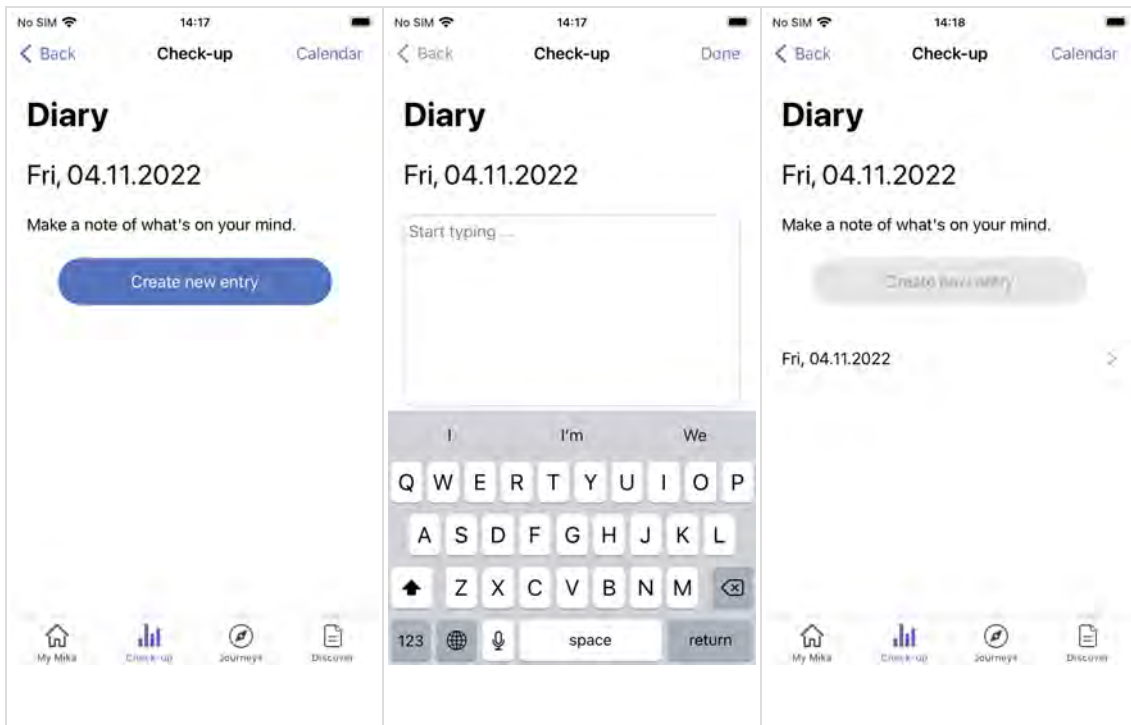 No SIM 14:17
Back Check-up Calendar
Diary
Fri, 04.11.2022
Make a note of what's on your mind.
Create new entry
My Mika Check-up Journeys Discover
No SIM 14:17
Back Check-up Done
Diary
Fri, 04.11.2022
Start typing ...
I I'm We
Q W E R T Y U I O P
A S D F G H J K L
Z X C V B N M
123 space return
No SIM 14:18
Back Check-up Calendar
Diary
Fri, 04.11.2022
Make a note of what's on your mind.
Create new entry
Fri, 04.11.2022
My Mika Check-up Journeys Discover